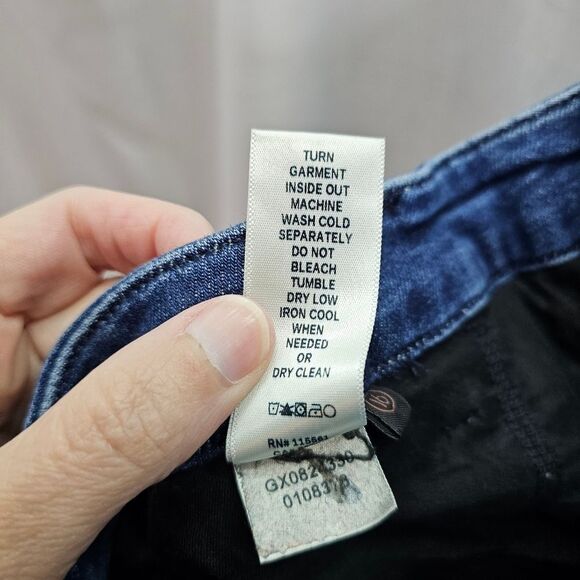 TURN
GARMENT
INSIDE OUT
MACHINE
WASH COLD
SEPARATELY
DO NOT
BLEACH
TUMBLE
DRY LOW
IRON COOL
WHEN
NEEDED
OR
DRY CLEAN
RN#